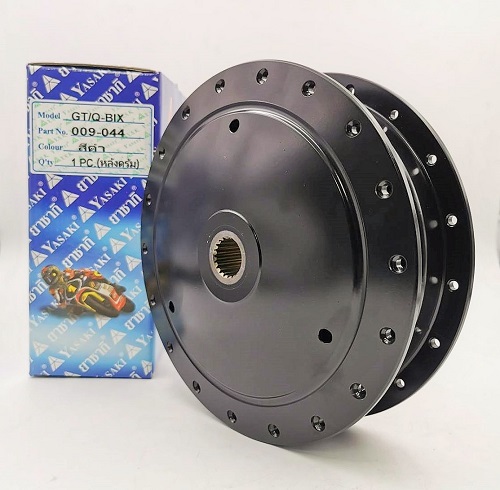 YASAKI
ยาซากิ
Model GT/Q-BIX
Part No. 009-044
Colour สีดำ
Q'ty 1 PC.(หลังดรัม)
YASAKI
ยาซากิ
YASAKI
ยาซากิ